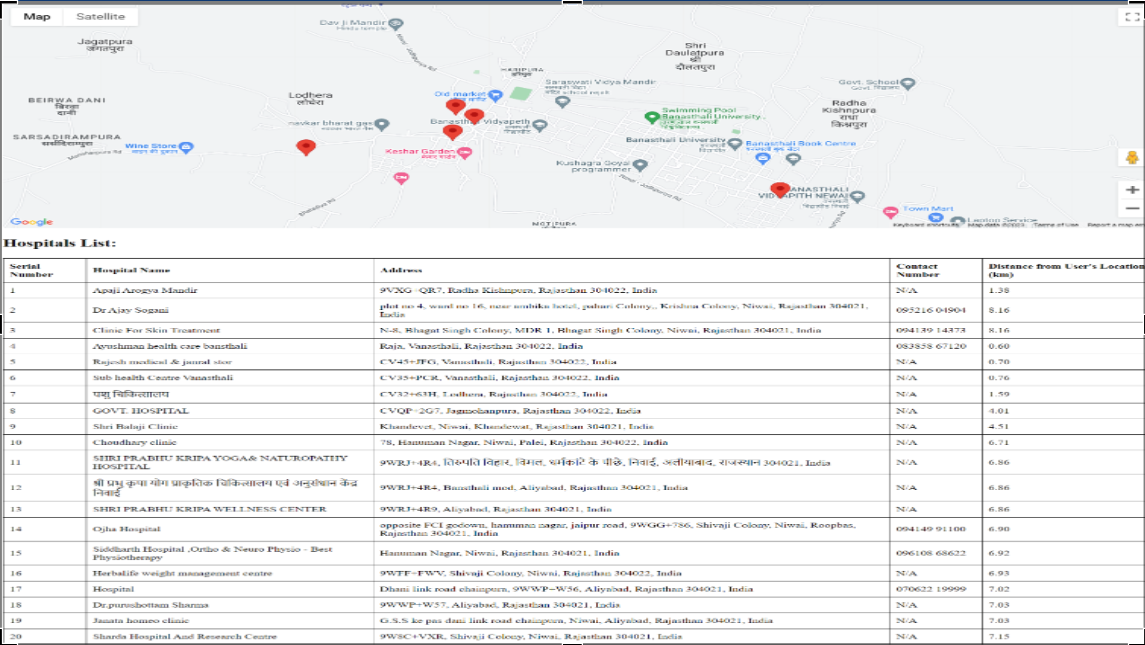 Map Satellite
Dav Ji Mandir
Hindu temple
Jagatpura
जगतपुरा
Shri
Daulatpura
श्री
दौलतपुरा
HARIPURA
हरिपुरा
Saraswati Vidya Mandir
Govt. School
Govt. School
BEIRWA DANI
बिरवा
दानी
Lodhera
लोधेरा
Old market
Radha
Kishnpura
राधा
किश्नपुरा
navkar bharat gas
Banasthali Vidyapeth
Swimming Pool
Banasthali University..
SARSADIRAMPURA
Wine Store
Keshar Garden
Banasthali University
Banasthali Book Centre
Kushagra Goyal
programmer
BANASTHALI
VIDYAPITH NEWAI
Town Mart
Laptop Service
NOTIPURA
Google
Keyboard shortcuts Map data ©2023 Terms of Use Report a map error
Hospitals List:
Serial Number Hospital Name Address Contact Number Distance from User's Location (km)
1 Apaji Arogya Mandir 9VXG+QR7, Radha Kishnpura, Rajasthan 304022, India N/A 1.38
2 Dr Ajay Sogani plot no 4, ward no 16, near ambika hotel, pahari Colony,, Krishna Colony, Niwai, Rajasthan 304021, India 095216 04904 8.16
3 Clinic For Skin Treatment N-8, Bhagat Singh Colony, MDR 1, Bhagat Singh Colony, Niwai, Rajasthan 304021, India 094139 14373 8.16
4 Ayushman health care bansthali Raja, Vanasthali, Rajasthan 304022, India 083858 67120 0.60
5 Rajesh medical & janral stor CV45+JFG, Vanasthali, Rajasthan 304022, India N/A 0.70
6 Sub health Centre Vanasthali CV35+PCR, Vanasthali, Rajasthan 304022, India N/A 0.76
7 पशु चिकित्सालय CV32+63H, Lodhera, Rajasthan 304022, India N/A 1.59
8 GOVT. HOSPITAL CVQP+2G7, Jagmohanpura, Rajasthan 304022, India N/A 4.01
9 Shri Balaji Clinic Khandevet, Niwai, Khandewat, Rajasthan 304021, India N/A 4.51
10 Choudhary clinic 78, Hanuman Nagar, Niwai, Palei, Rajasthan 304022, India N/A 6.71
11 SHRI PRABHU KRIPA YOGA& NATUROPATHY HOSPITAL 9WRJ+4R4, तिरुपति विहार, विमल, धर्मकांटे के पीछे, निवाई, अलीयाबाद, राजस्थान 304021, India N/A 6.86
12 श्री प्रभु कृपा योग प्राकृतिक चिकित्सालय एवं अनुसंधान केंद्र निवाई 9WRJ+4R4, Bansthali mod, Aliyabad, Rajasthan 304021, India N/A 6.86
13 SHRI PRABHU KRIPA WELLNESS CENTER 9WRJ+4R9, Aliyabad, Rajasthan 304021, India N/A 6.86
14 Ojha Hospital opposite FCI godown, hanuman nagar, jaipur road, 9WGG+786, Shivaji Colony, Niwai, Roopbas, Rajasthan 304021, India 094149 91100 6.90
15 Siddharth Hospital ,Ortho & Neuro Physio - Best Physiotherapy Hanuman Nagar, Niwai, Rajasthan 304021, India 096108 68622 6.92
16 Herbalife weight management centre 9WFF+FWV, Shivaji Colony, Niwai, Rajasthan 304022, India N/A 6.93
17 Hospital Dhani link road chainpura, 9WWP+W56, Aliyabad, Rajasthan 304021, India 070622 19999 7.02
18 Dr.purushottam Sharma 9WWP+W57, Aliyabad, Rajasthan 304021, India N/A 7.03
19 Janata homeo clinic G.S.S ke pas dani link road chainpura, Niwai, Aliyabad, Rajasthan 304021, India N/A 7.03
20 Sharda Hospital And Research Centre 9W8C+VXR, Shivaji Colony, Niwai, Rajasthan 304021, India N/A 7.15